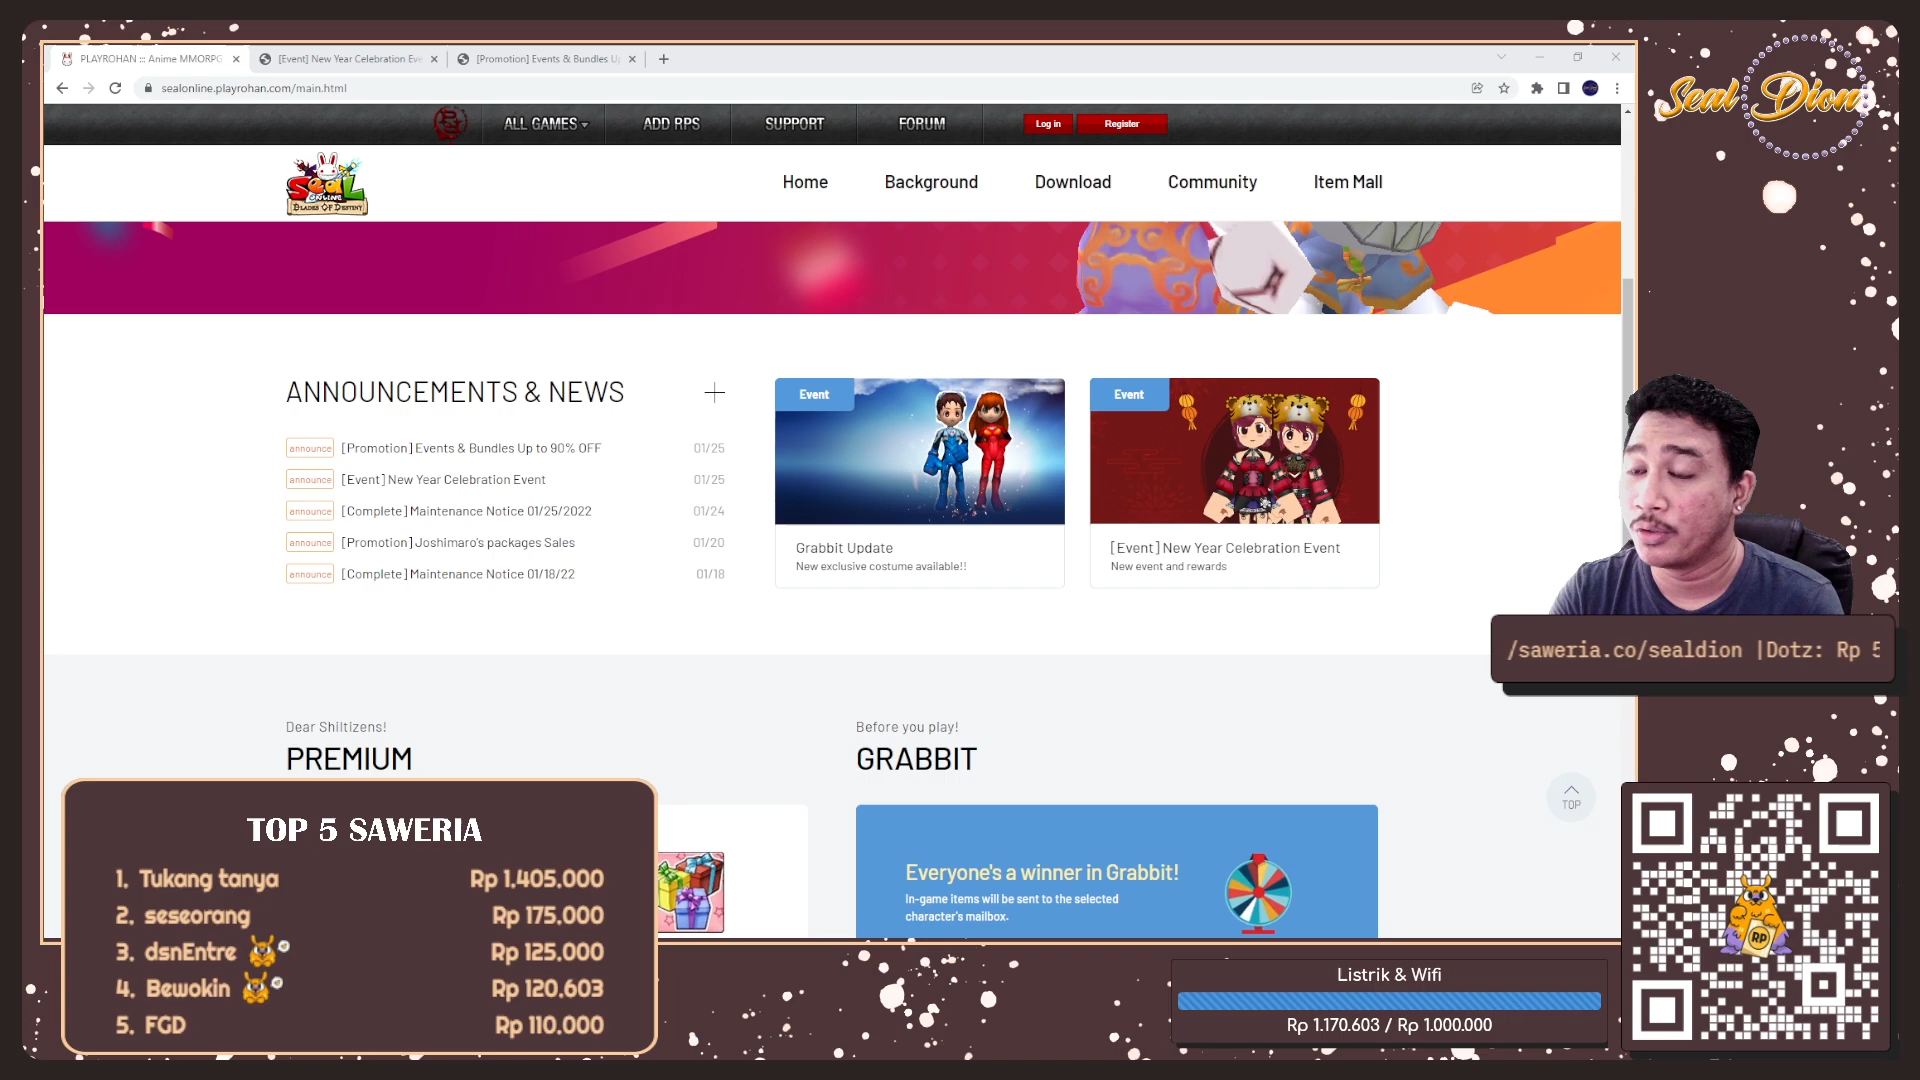 PLAYROHAN ::: Anime MMORPG
[Event] New Year Celebration Eve
[Promotion] Events & Bundles Up
sealonline.playrohan.com/main.html
ALL GAMES
ADD RPS
SUPPORT
FORUM
Log in
Register
Seal Dion
SeaL
ONLINE
BLADES OF DESTINY
Home
Background
Download
Community
Item Mall
ANNOUNCEMENTS & NEWS
announce [Promotion] Events & Bundles Up to 90% OFF 01/25
announce [Event] New Year Celebration Event 01/25
announce [Complete] Maintenance Notice 01/25/2022 01/24
announce [Promotion] Joshimaro's packages Sales 01/20
announce [Complete] Maintenance Notice 01/18/22 01/18
Event
Grabbit Update
New exclusive costume available!!
Event
[Event] New Year Celebration Event
New event and rewards
/saweria.co/sealdion |Dotz: Rp 5
Dear Shiltizens!
PREMIUM
Before you play!
GRABBIT
TOP
Everyone's a winner in Grabbit!
In-game items will be sent to the selected
character's mailbox.
TOP 5 SAWERIA
1. Tukang tanya Rp 1.405.000
2. seseorang Rp 175.000
3. dsnEntre Rp 125.000
4. Bewokin Rp 120.603
5. FGD Rp 110.000
Listrik & Wifi
Rp 1.170.603 / Rp 1.000.000
RP